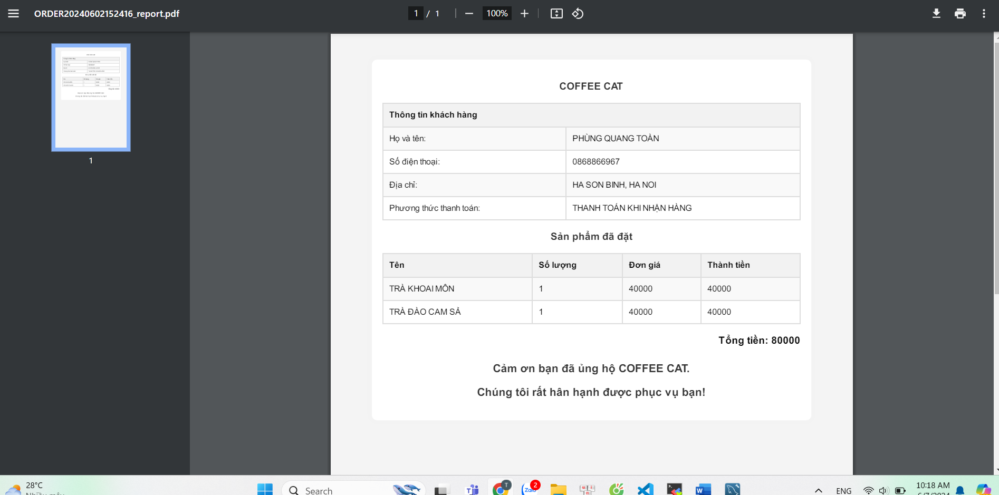 ORDER20240602152416_report.pdf
1 / 1
100%
1
COFFEE CAT
Thông tin khách hàng
Họ và tên: PHÙNG QUANG TOÀN
Số điện thoại: 0868866967
Địa chỉ: HA SON BINH, HA NOI
Phương thức thanh toán: THANH TOÁN KHI NHẬN HÀNG
Sản phẩm đã đặt
Tên Số lượng Đơn giá Thành tiền
TRÀ KHOAI MÔN 1 40000 40000
TRÀ ĐÀO CAM SẢ 1 40000 40000
Tổng tiền: 80000
Cảm ơn bạn đã ủng hộ COFFEE CAT.
Chúng tôi rất hân hạnh được phục vụ bạn!
28°C
Search
T
Zalo
2
W
ENG
10:18 AM
6/7/2024